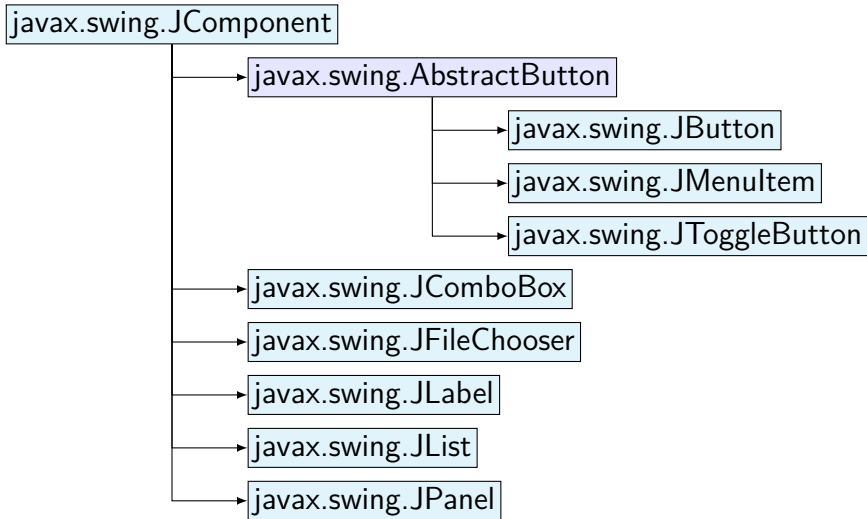 javax.swing.JComponent
javax.swing.AbstractButton
javax.swing.JButton
javax.swing.JMenuItem
javax.swing.JToggleButton
javax.swing.JComboBox
javax.swing.JFileChooser
javax.swing.JLabel
javax.swing.JList
javax.swing.JPanel